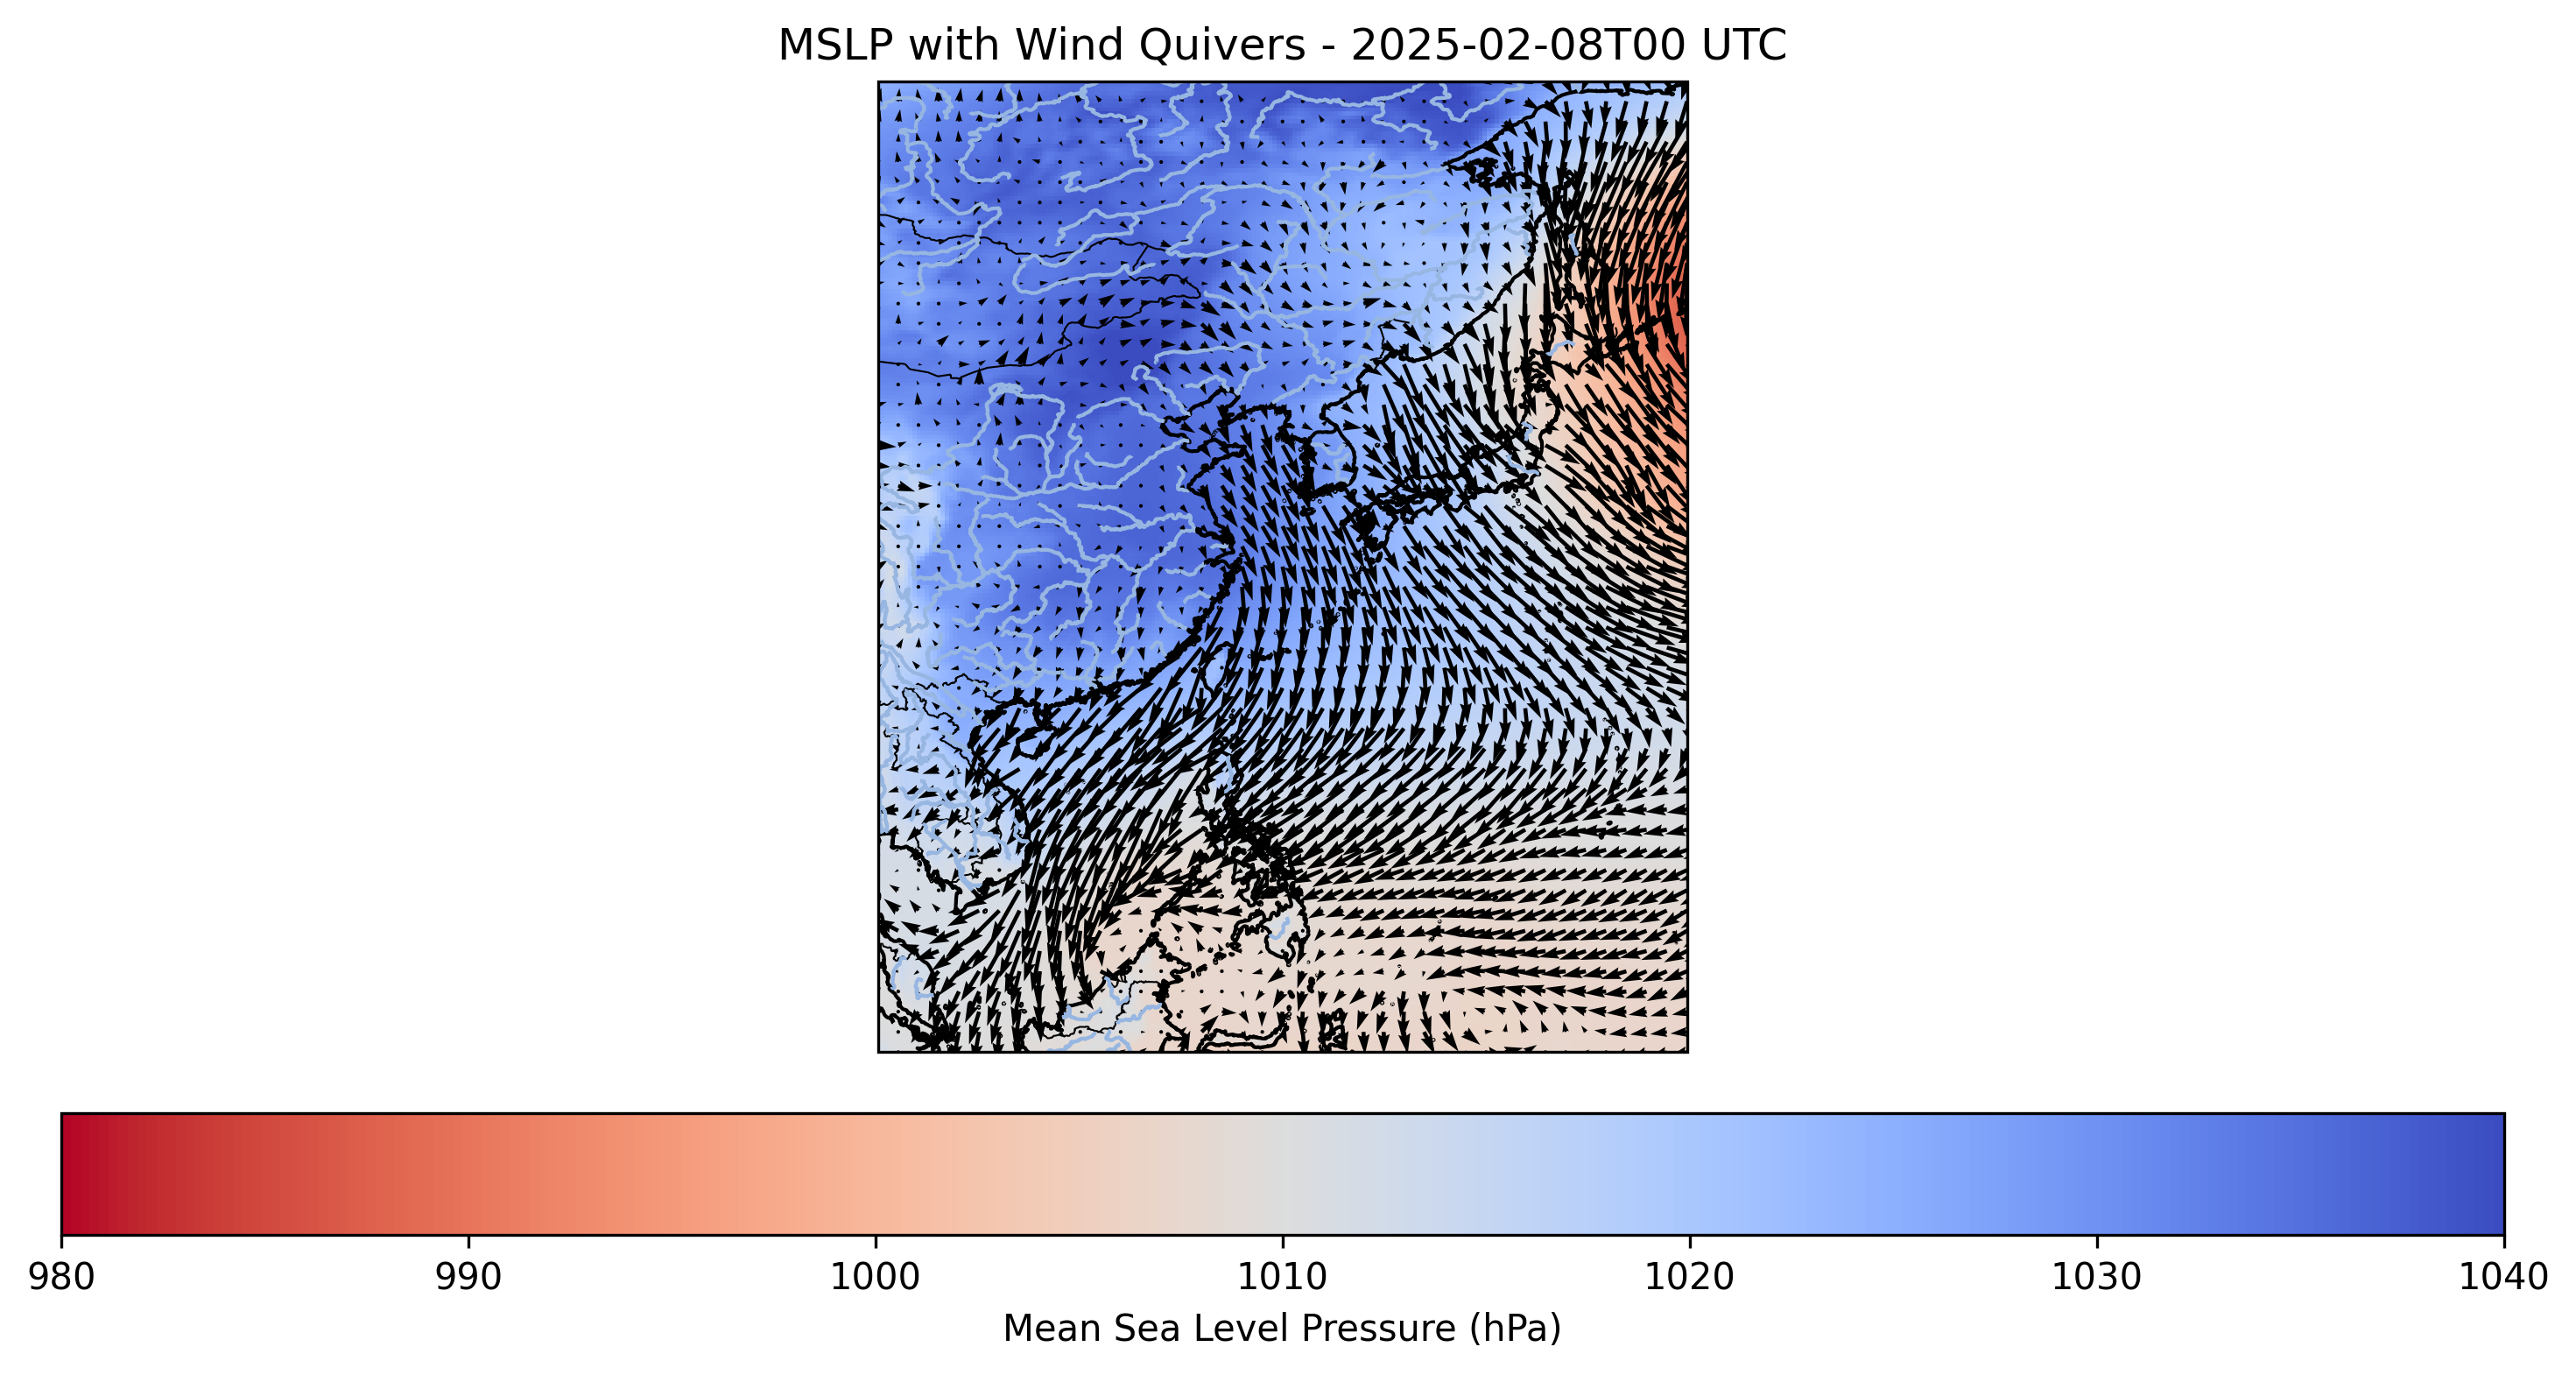 MSLP with Wind Quivers - 2025-02-08T00 UTC
980 990 1000 1010 1020 1030 1040
Mean Sea Level Pressure (hPa)